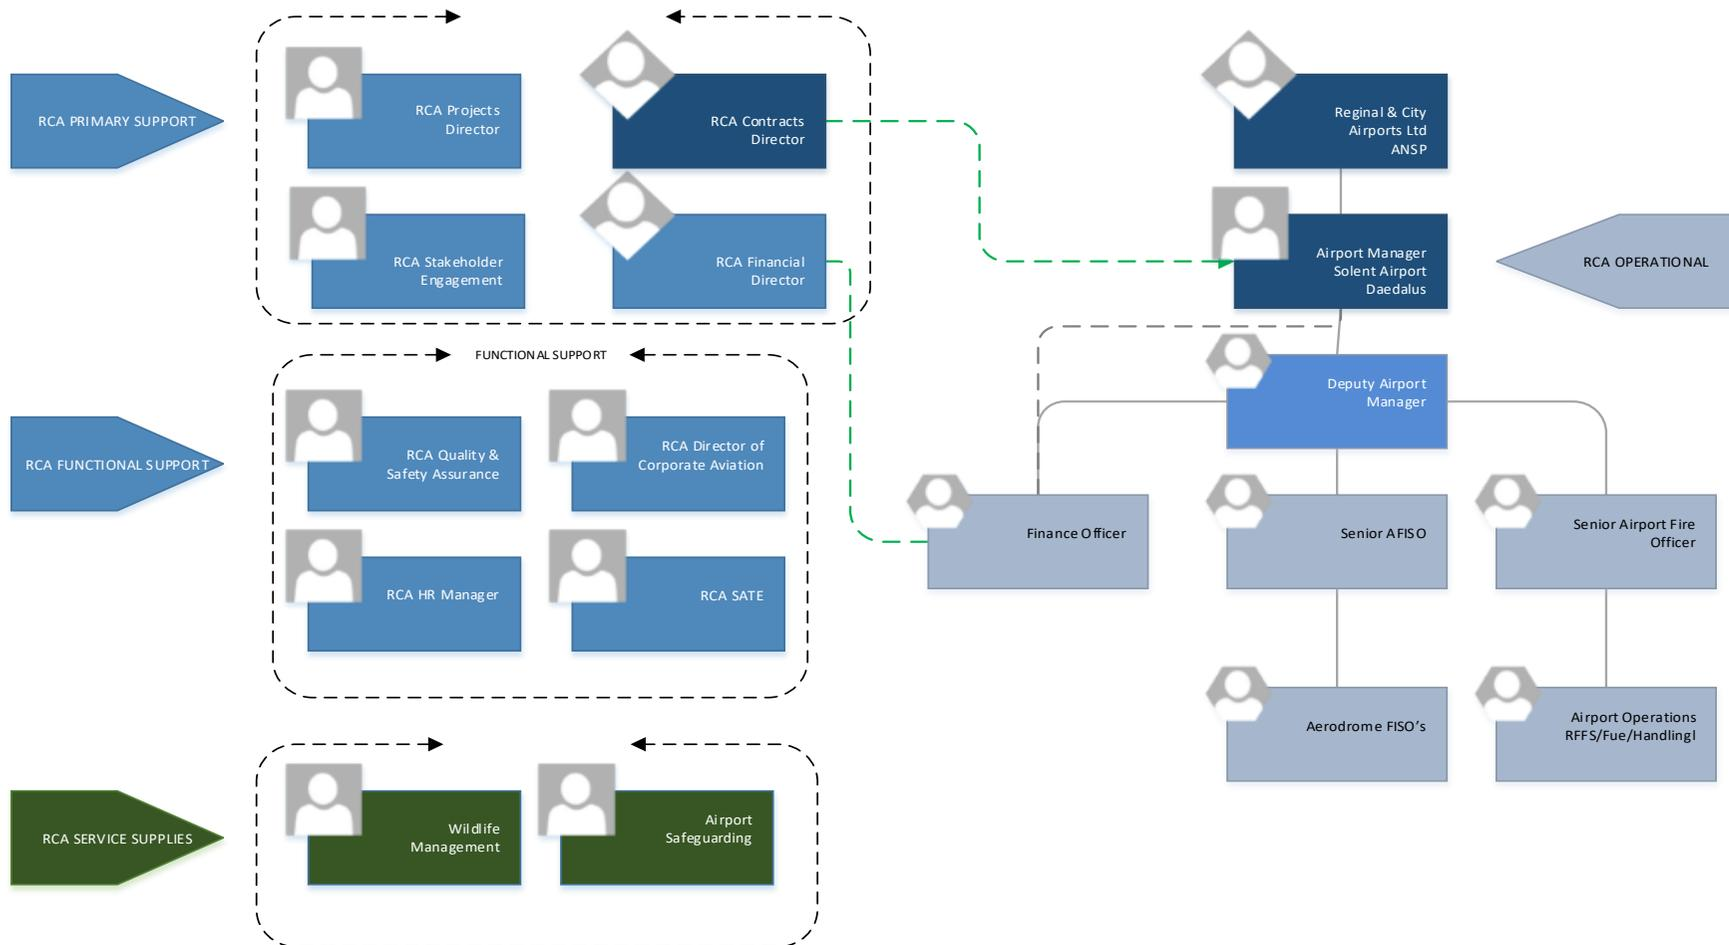 RCA PRIMARY SUPPORT
RCA Projects
Director
RCA Contracts
Director
RCA Stakeholder
Engagement
RCA Financial
Director
Reginal & City
Airports Ltd
ANSP
Airport Manager
Solent Airport
Daedalus
RCA OPERATIONAL
FUNCTIONAL SUPPORT
RCA FUNCTIONAL SUPPORT
RCA Quality &
Safety Assurance
RCA Director of
Corporate Aviation
RCA HR Manager
RCA SATE
Deputy Airport
Manager
Finance Officer
Senior AFISO
Senior Airport Fire
Officer
Aerodrome FISO's
Airport Operations
RFFS/Fue/Handlingl
RCA SERVICE SUPPLIES
Wildlife
Management
Airport
Safeguarding